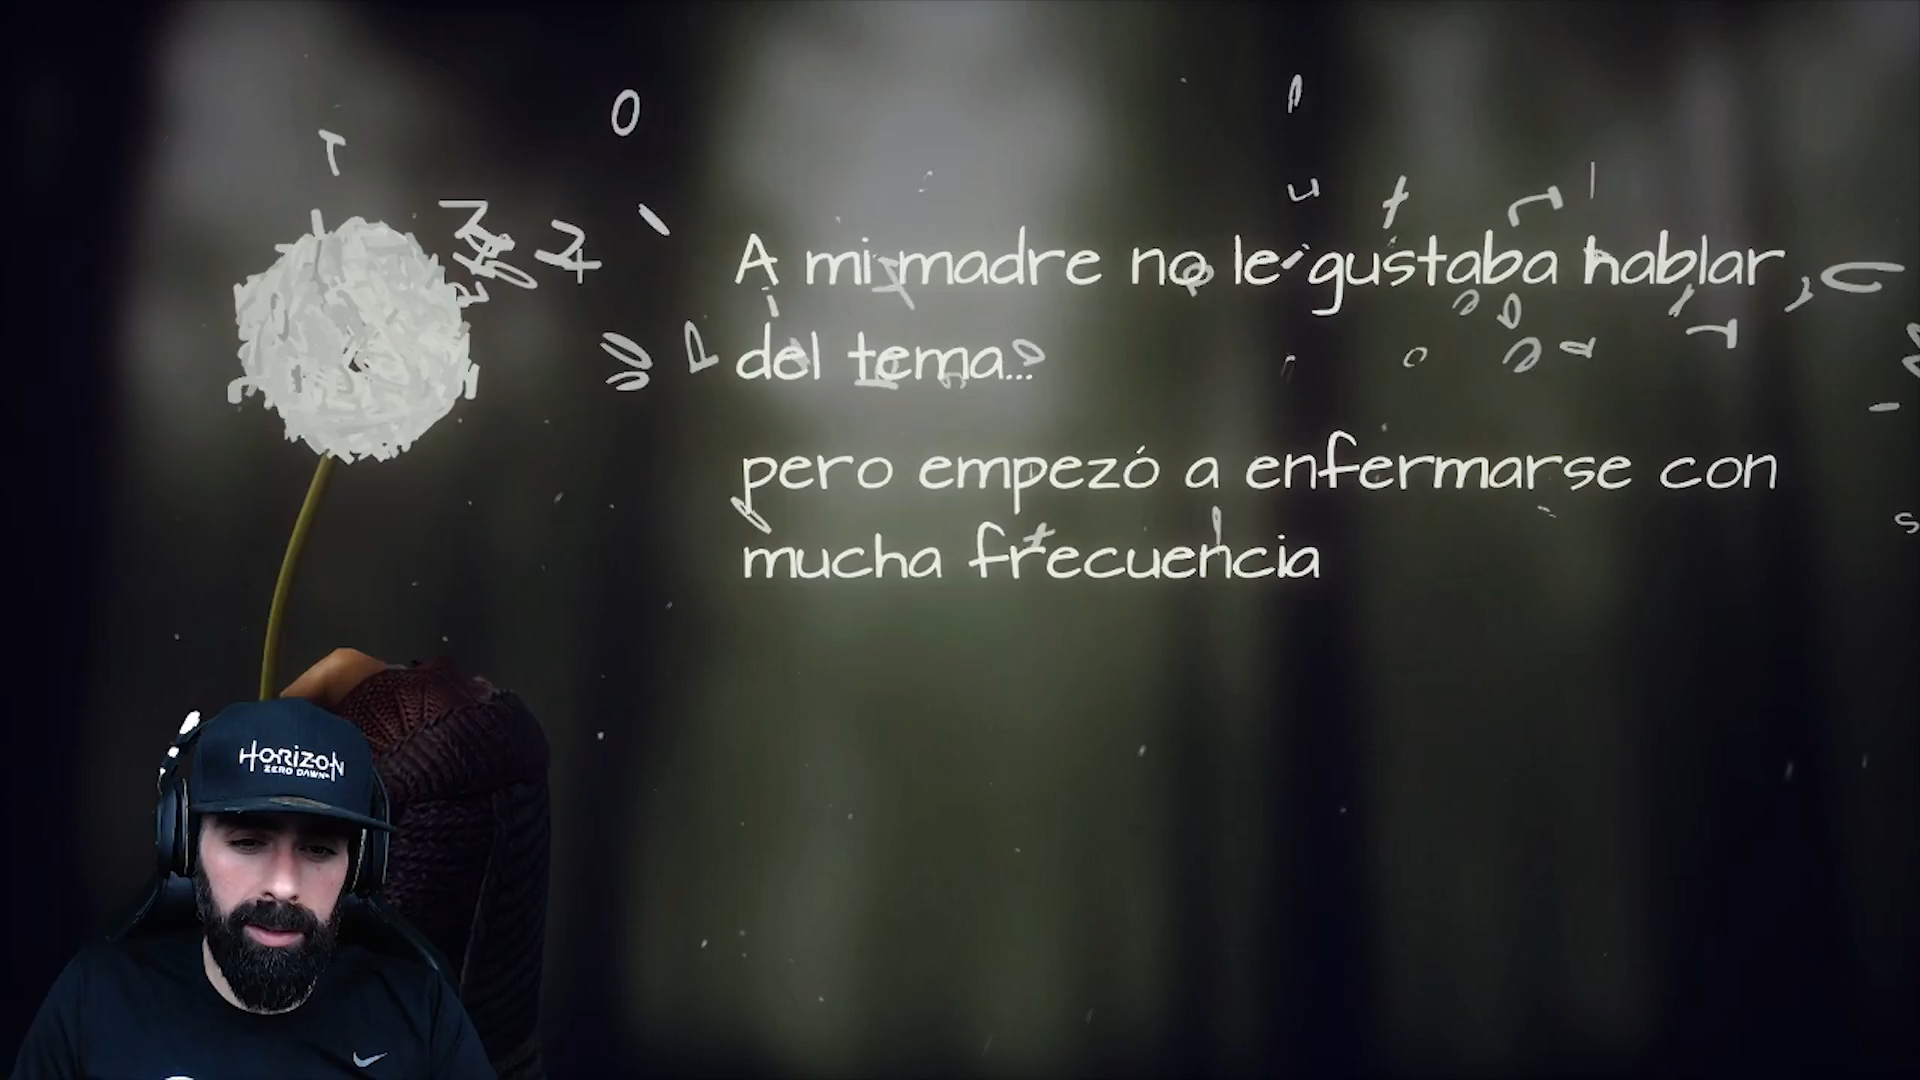 A mi madre no le gustaba hablar
del tema...
pero empezó a enfermarse con
mucha frecuencia
HORIZON
ZERO DAWN